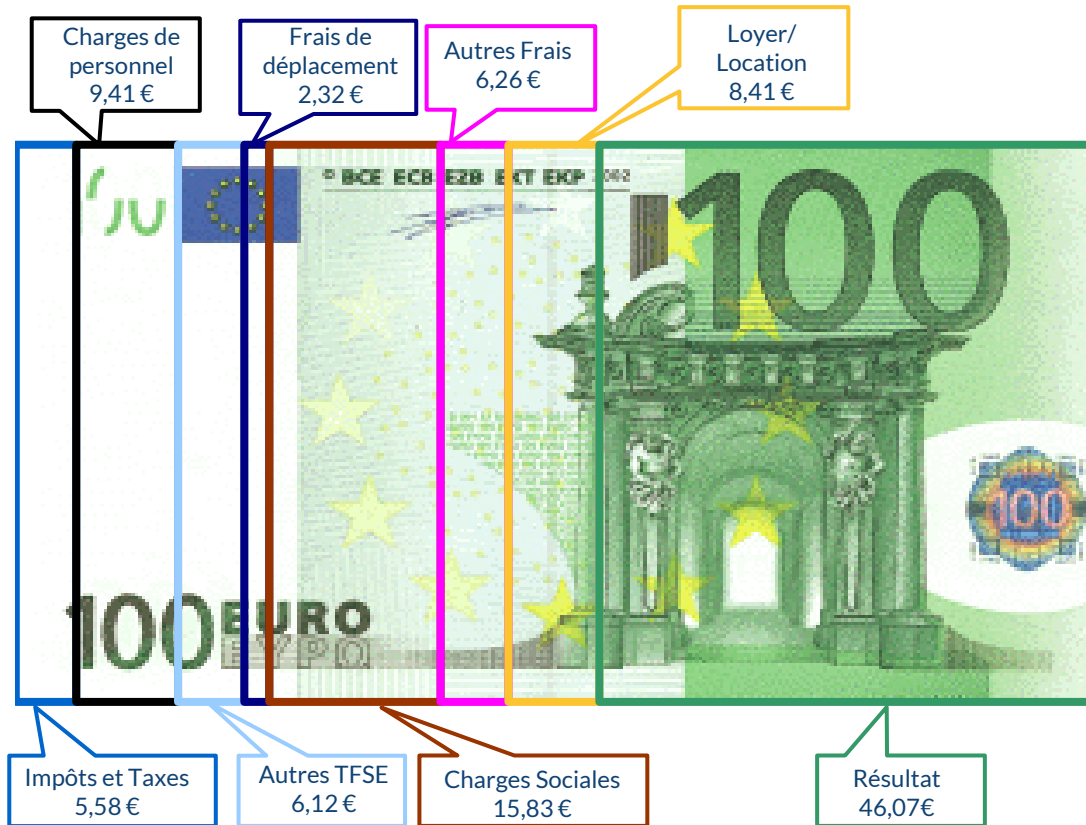 Charges de
personnel
9,41 €
Frais de
déplacement
2,32 €
Autres Frais
6,26 €
Loyer/
Location
8,41 €
BCE ECB EZB EKT EKP 2002
100
100
100 EURO
ΕΥΡΩ
Impôts et Taxes
5,58 €
Autres TFSE
6,12 €
Charges Sociales
15,83 €
Résultat
46,07€